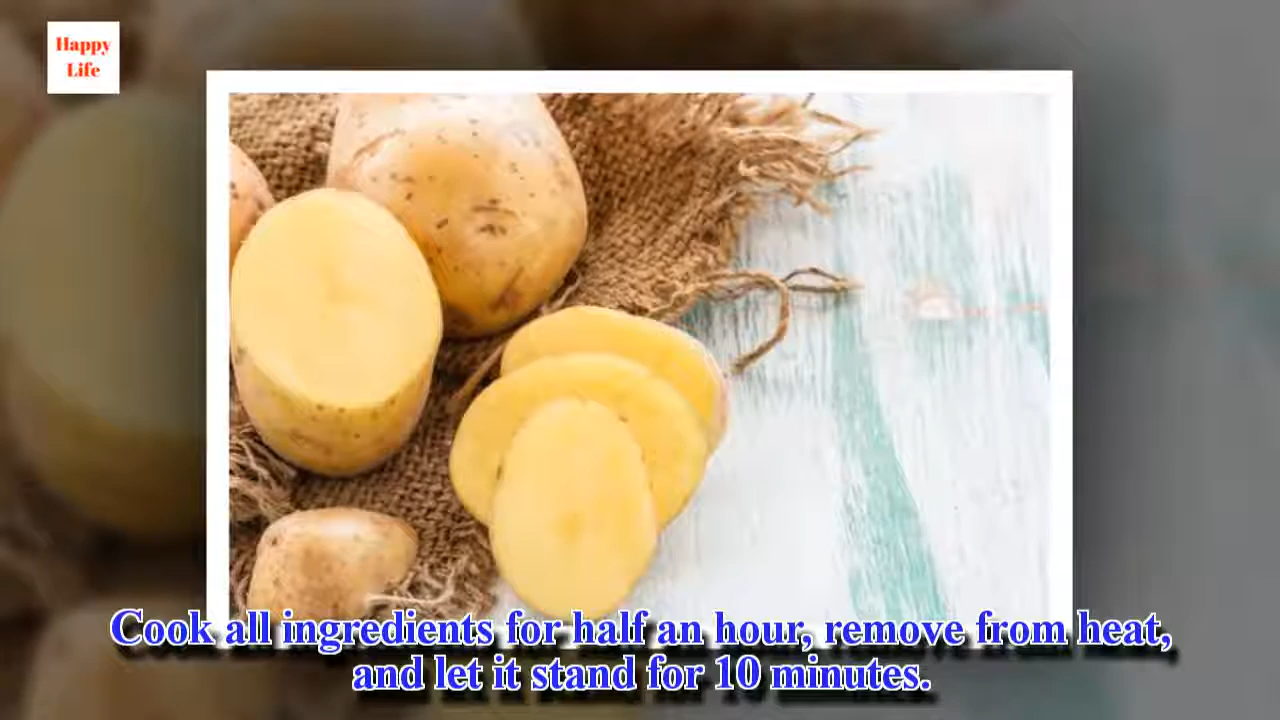 Happy
Life
Cook all ingredients for half an hour, remove from heat,
and let it stand for 10 minutes.